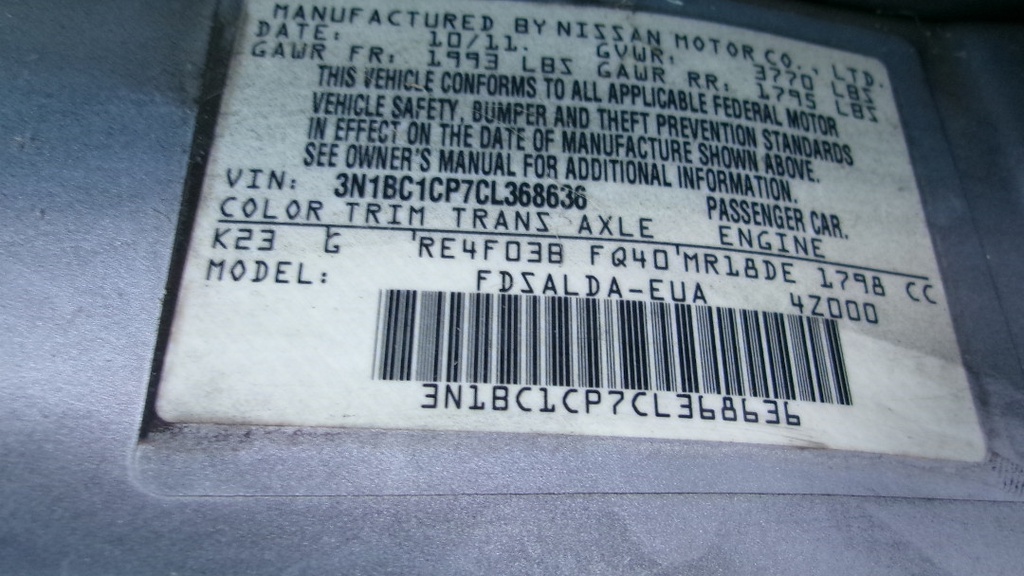 MANUFACTURED BY NISSAN MOTOR CO., LTD.
DATE: 10/11. GVWR: 3770 LBS
GAWR FR: 1993 LBS GAWR RR: 1795 LBS
THIS VEHICLE CONFORMS TO ALL APPLICABLE FEDERAL MOTOR
VEHICLE SAFETY, BUMPER AND THEFT PREVENTION STANDARDS
IN EFFECT ON THE DATE OF MANUFACTURE SHOWN ABOVE.
SEE OWNER'S MANUAL FOR ADDITIONAL INFORMATION.
VIN: 3N1BC1CP7CL368636 PASSENGER CAR.
COLOR TRIM TRANS AXLE ENGINE
K23 G RE4F03B FQ40 MR18DE 1798 CC
MODEL: FDSALDA-EUA 4Z000
3N1BC1CP7CL368636